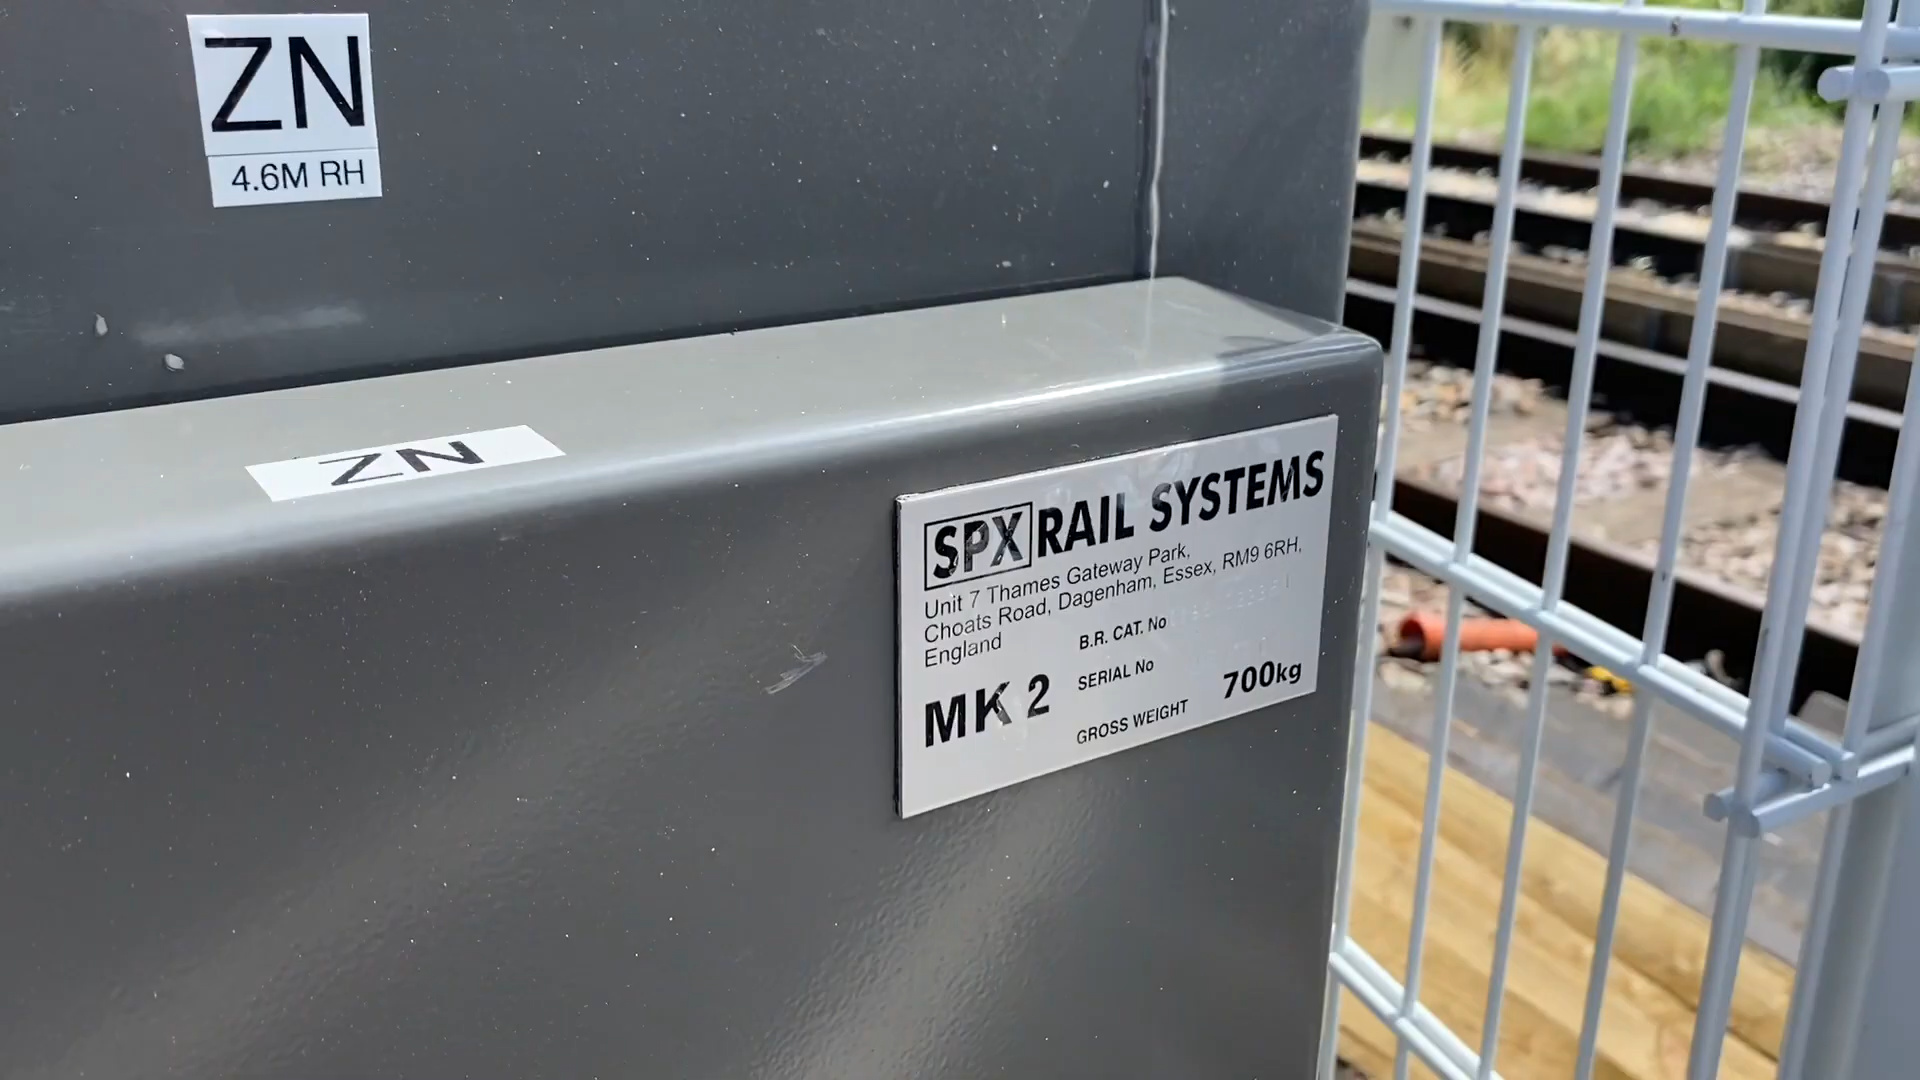 ZN
4.6M RH
ZN
SPX RAIL SYSTEMS
Unit 7 Thames Gateway Park,
Choats Road, Dagenham, Essex, RM9 6RH,
England
B.R. CAT. No
MK 2
SERIAL No
GROSS WEIGHT 700kg